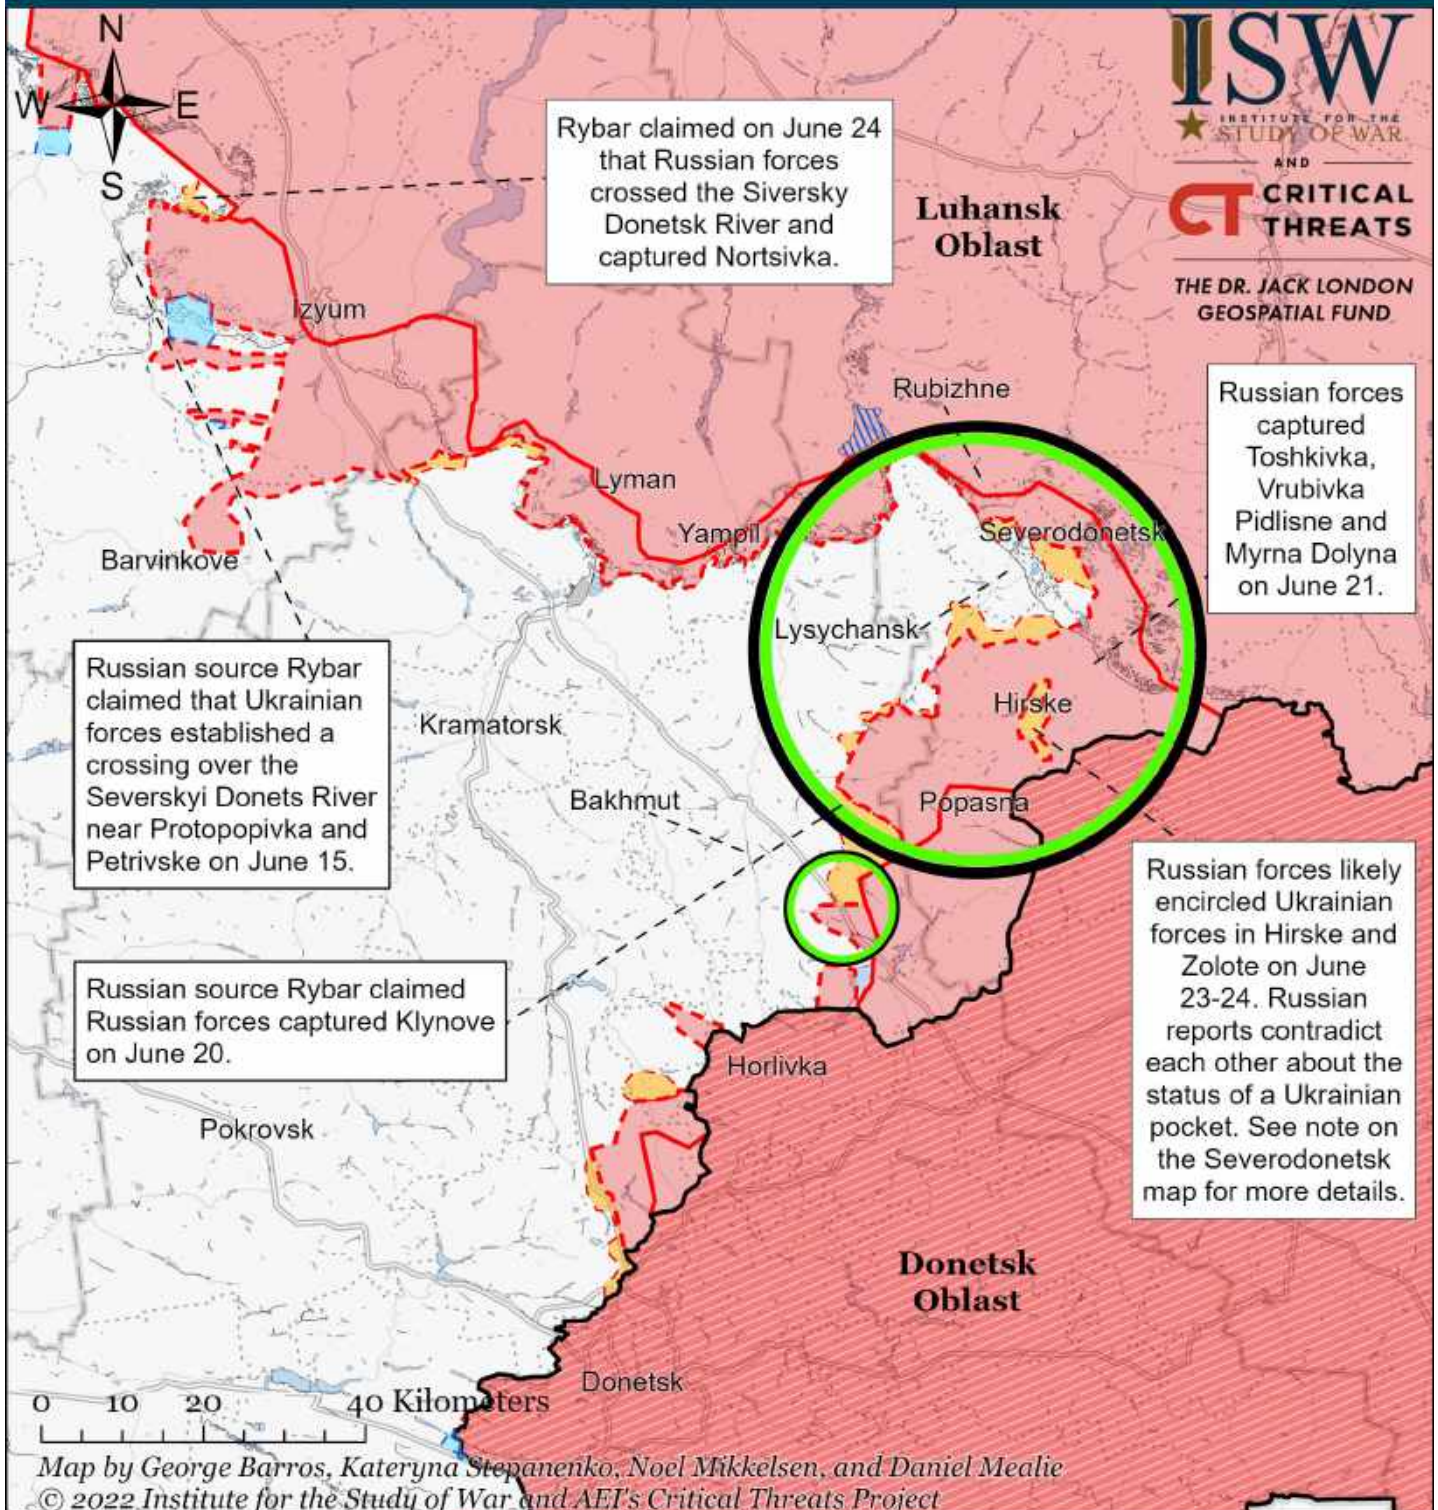 N
W
E
S
ISW
INSTITUTE FOR THE
STUDY OF WAR
AND
CT CRITICAL
THREATS
THE DR. JACK LONDON
GEOSPATIAL FUND
Rybar claimed on June 24
that Russian forces
crossed the Siversky
Donetsk River and
captured Nortsivka.
Luhansk
Oblast
Izyum
Rubizhne
Russian forces
captured
Toshkivka,
Vrubivka
Pidlisne and
Myrna Dolyna
on June 21.
Lyman
Yampil
Severodonetsk
Barvinkove
Lysychansk
Russian source Rybar
claimed that Ukrainian
forces established a
crossing over the
Severskyi Donets River
near Protopopivka and
Petrivske on June 15.
Kramatorsk
Hirske
Bakhmut
Popasna
Russian forces likely
encircled Ukrainian
forces in Hirske and
Zolote on June
23-24. Russian
reports contradict
each other about the
status of a Ukrainian
pocket. See note on
the Severodonetsk
map for more details.
Russian source Rybar claimed
Russian forces captured Klynove
on June 20.
Horlivka
Pokrovsk
Donetsk
Oblast
Donetsk
0 10 20 40 Kilometers
Map by George Barros, Kateryna Stepanenko, Noel Mikkelsen, and Daniel Mealie
© 2022 Institute for the Study of War and AEI's Critical Threats Project